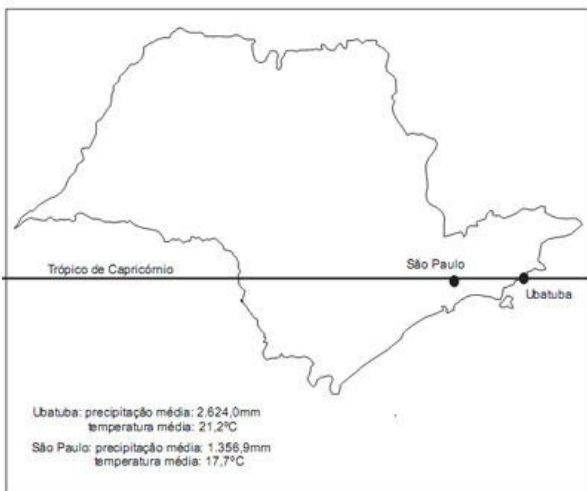 São Paulo
Trópico de Capricórnio
Ubatuba
Ubatuba: precipitação média: 2.624,0mm
temperatura média: 21,2ºC
São Paulo: precipitação média: 1.356,9mm
temperatura média: 17,7ºC